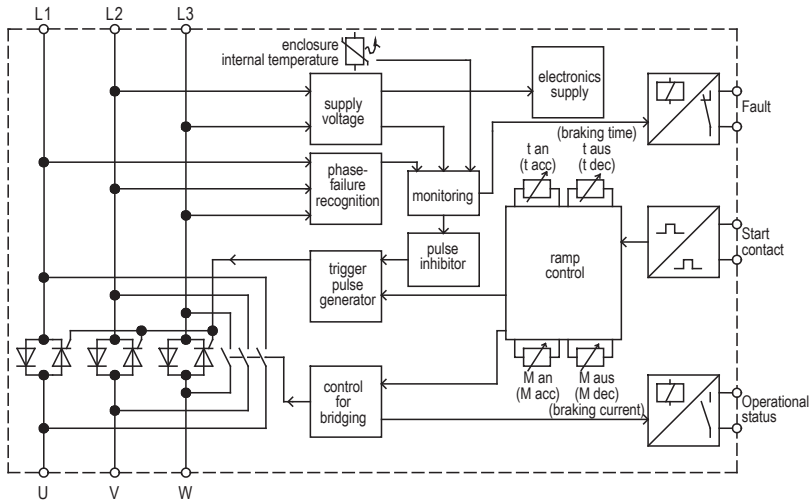 L1 L2 L3
enclosure
internal temperature
electronics
supply
supply
voltage
Fault
(braking time)
t an t aus
(t acc) (t dec)
phase-
failure
recognition
monitoring
Start
contact
pulse
inhibitor
ramp
control
trigger
pulse
generator
control
for
bridging
M an M aus
(M acc) (M dec)
(braking current)
Operational
status
U V W